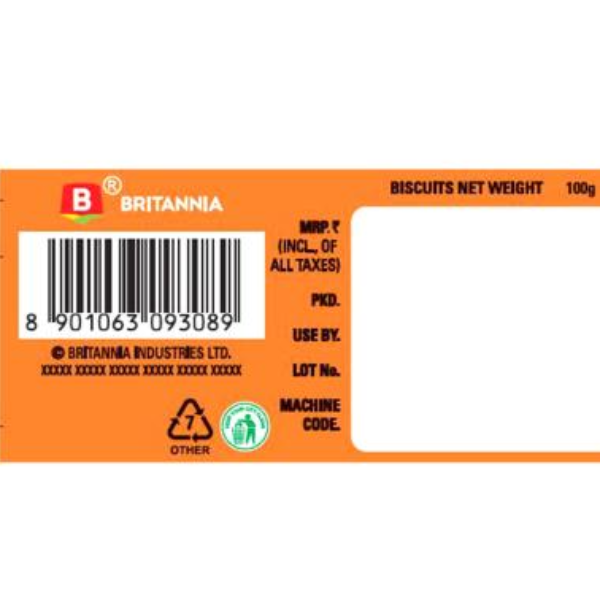 B ®
BRITANNIA
BISCUITS NET WEIGHT 100g
MRP. ₹
(INCL. OF
ALL TAXES)
PKD.
USE BY.
LOT No.
MACHINE
CODE.
8 901063 093089
© BRITANNIA INDUSTRIES LTD.
XXXXX XXXXX XXXXX XXXXX XXXXX XXXXX
7
OTHER